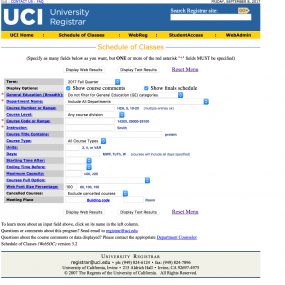 CONTACT US FAQ FRIDAY, SEPTEMBER 8, 2017
UCI University Registrar Search Registrar site:
UCI Home : Schedule of Classes : WebReg : StudentAccess : WebAdmin
Schedule of Classes
(Specify as many fields below as you want, but ONE or more of the red asterisk "*" fields MUST be specified)
Display Web Results Display Text Results Reset Menu
Term: 2017 Fall Quarter
Display Options: Show course comments Show finals schedule
* General Education (Breadth): Do not filter for General Education (GE) categories
* Department Name: Include All Departments
Course Number or Range: (multiple entries ok)
Course Level: Any course division
* Course Code or Range: 14200, 29000-29100
* Instructor: Smith
Course Title Contains: protein
Course Type: All Course Types
Units: 3, 4, or VAR
Days: MWF, TuTh, M (courses will include all days specified)
Starting Time After:
Ending Time Before:
Maximum Capacity:
Courses Full Option:
Web Font Size Percentage: 100
Cancelled Courses: Exclude cancelled courses
Meeting Place: Building code Room
Display Web Results Display Text Results Reset Menu
To learn more about an input field above, click on its name in the left column.
Questions or comments about this program? Send email to registrar@uci.edu
Questions about the course comments or data displayed? Please contact the appropriate Department Counselor.
Schedule of Classes (WebSOC) version 3.2
UNIVERSITY REGISTRAR
registrar@uci.edu • ph: (949) 824-6124 • fax: (949) 824-7896
University of California, Irvine • 215 Aldrich Hall • Irvine, CA 92697-4975
© 2007 The Regents of the University of California. All Rights Reserved.